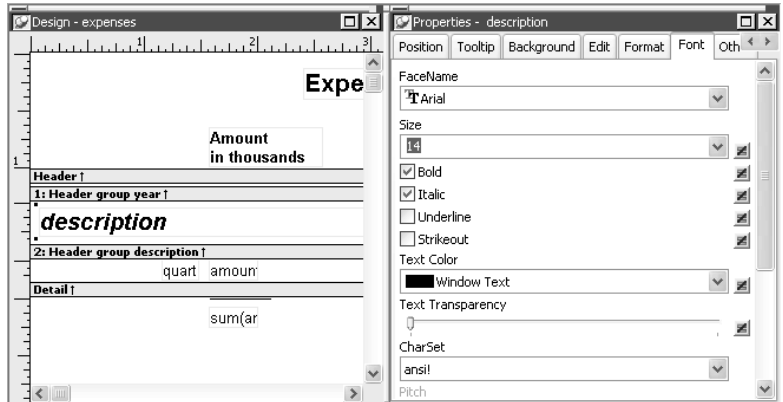 Design - expenses
1
2
3
Expe
Amount
in thousands
1
Header ↑
1: Header group year ↑
description
2: Header group description ↑
quart amoun
Detail ↑
sum(ar
Properties - description
Position Tooltip Background Edit Format Font Oth
FaceName
Arial
Size
14
Bold
Italic
Underline
Strikeout
Text Color
Window Text
Text Transparency
CharSet
ansi!
Pitch